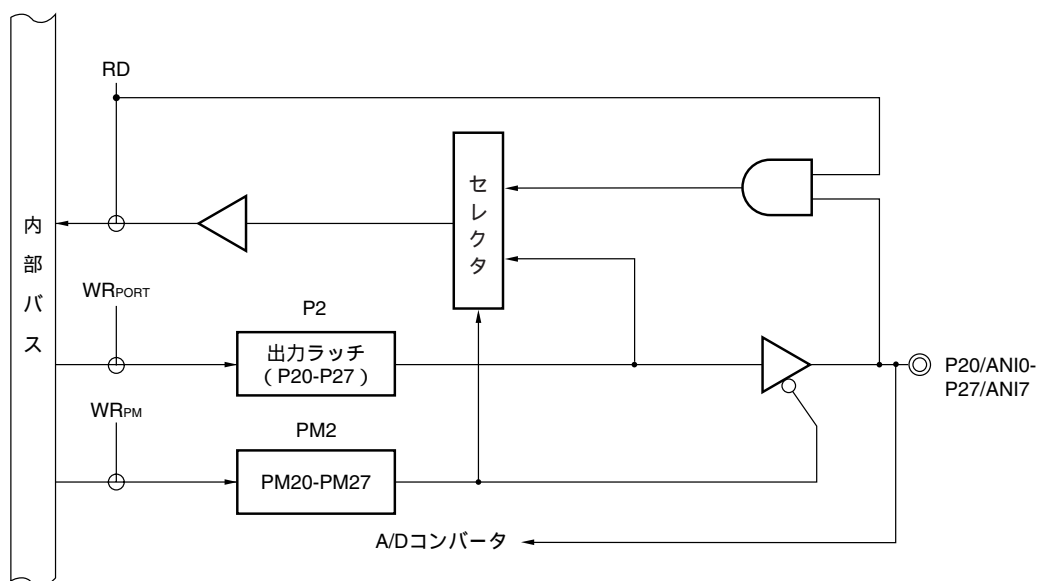 RD
セレクタ
内部バス
WRPORT
P2
出力ラッチ
( P20-P27 )
P20/ANI0-
P27/ANI7
WRPM
PM2
PM20-PM27
A/Dコンバータ